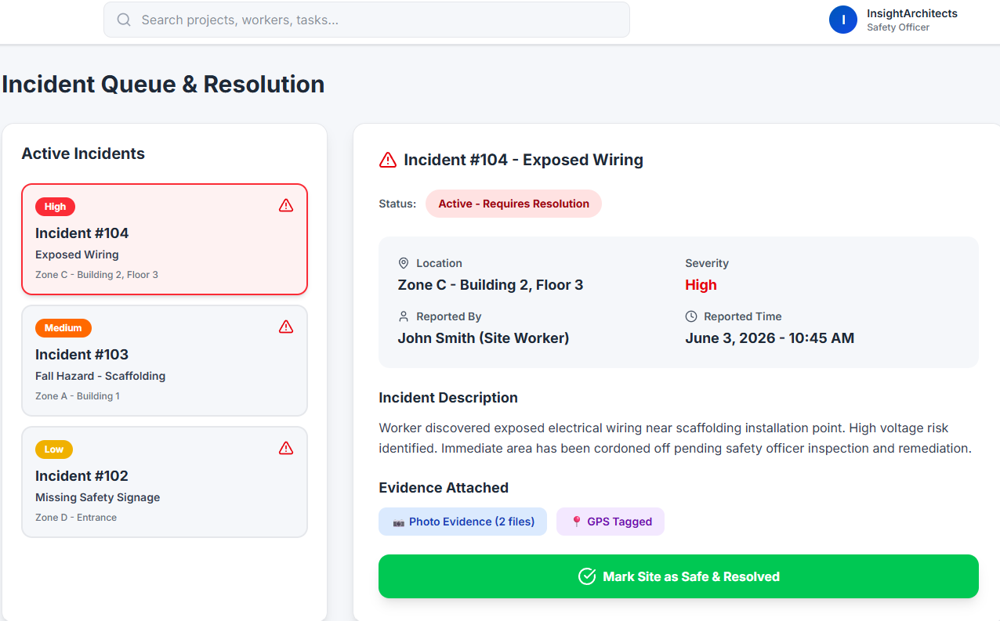 Search projects, workers, tasks...
I
InsightArchitects
Safety Officer
Incident Queue & Resolution
Active Incidents
High
Incident #104
Exposed Wiring
Zone C - Building 2, Floor 3
Medium
Incident #103
Fall Hazard - Scaffolding
Zone A - Building 1
Low
Incident #102
Missing Safety Signage
Zone D - Entrance
Incident #104 - Exposed Wiring
Status: Active - Requires Resolution
Location
Zone C - Building 2, Floor 3
Severity
High
Reported By
John Smith (Site Worker)
Reported Time
June 3, 2026 - 10:45 AM
Incident Description
Worker discovered exposed electrical wiring near scaffolding installation point. High voltage risk
identified. Immediate area has been cordoned off pending safety officer inspection and remediation.
Evidence Attached
Photo Evidence (2 files)
GPS Tagged
Mark Site as Safe & Resolved